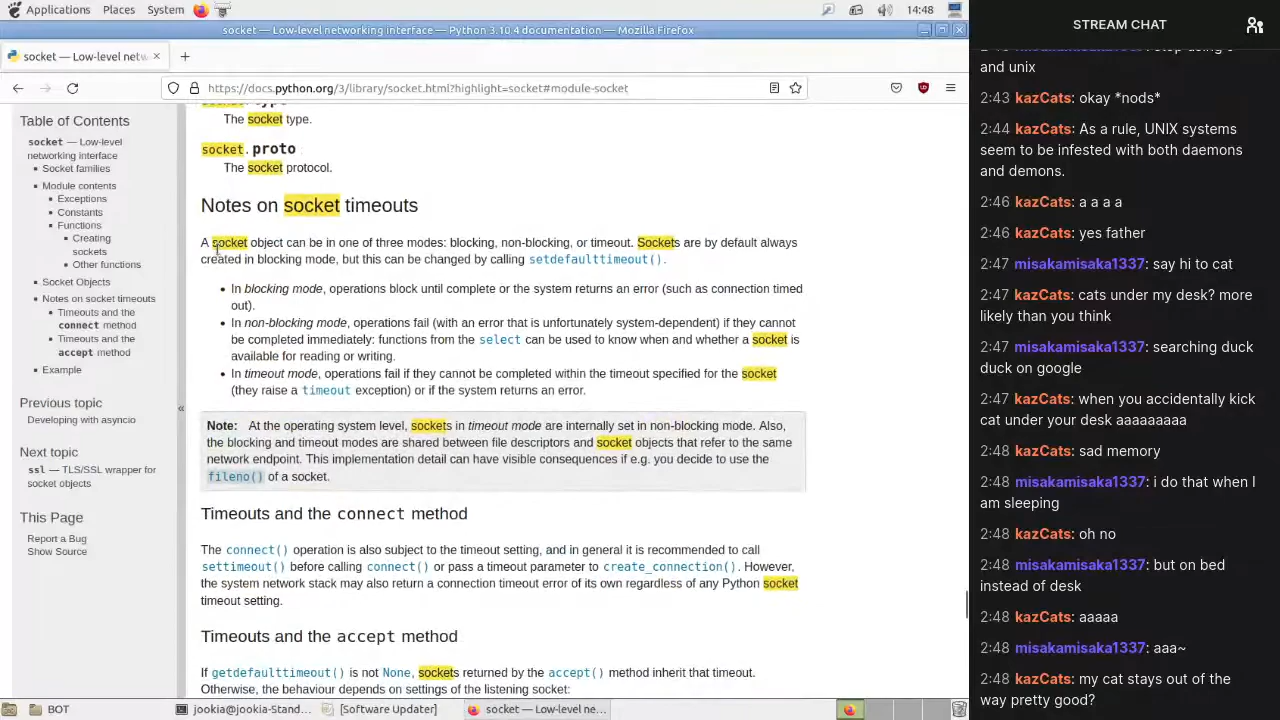 Applications Places System 14:48
socket — Low-level networking interface — Python 3.10.4 documentation — Mozilla Firefox
socket — Low-level netw
https://docs.python.org/3/library/socket.html?highlight=socket#module-socket
Table of Contents
socket — Low-level
networking interface
Socket families
Module contents
Exceptions
Constants
Functions
Creating
sockets
Other functions
Socket Objects
Notes on socket timeouts
Timeouts and the
connect method
Timeouts and the
accept method
Example
Previous topic
Developing with asyncio
Next topic
ssl — TLS/SSL wrapper for
socket objects
This Page
Report a Bug
Show Source
«
The socket type.
socket.proto
The socket protocol.
Notes on socket timeouts
A socket object can be in one of three modes: blocking, non-blocking, or timeout. Sockets are by default always
created in blocking mode, but this can be changed by calling setdefaulttimeout().
• In blocking mode, operations block until complete or the system returns an error (such as connection timed
out).
• In non-blocking mode, operations fail (with an error that is unfortunately system-dependent) if they cannot
be completed immediately: functions from the select can be used to know when and whether a socket is
available for reading or writing.
• In timeout mode, operations fail if they cannot be completed within the timeout specified for the socket
(they raise a timeout exception) or if the system returns an error.
Note: At the operating system level, sockets in timeout mode are internally set in non-blocking mode. Also,
the blocking and timeout modes are shared between file descriptors and socket objects that refer to the same
network endpoint. This implementation detail can have visible consequences if e.g. you decide to use the
fileno() of a socket.
Timeouts and the connect method
The connect() operation is also subject to the timeout setting, and in general it is recommended to call
settimeout() before calling connect() or pass a timeout parameter to create_connection(). However,
the system network stack may also return a connection timeout error of its own regardless of any Python socket
timeout setting.
Timeouts and the accept method
If getdefaulttimeout() is not None, sockets returned by the accept() method inherit that timeout.
Otherwise, the behaviour depends on settings of the listening socket:
BOT
jookia@jookia-Stand...
[Software Updater]
socket — Low-level ne...
STREAM CHAT
and unix
2:43 kazCats: okay *nods*
2:44 kazCats: As a rule, UNIX systems
seem to be infested with both daemons
and demons.
2:46 kazCats: a a a a
2:46 kazCats: yes father
2:47 misakamisaka1337: say hi to cat
2:47 kazCats: cats under my desk? more
likely than you think
2:47 misakamisaka1337: searching duck
duck on google
2:47 kazCats: when you accidentally kick
cat under your desk aaaaaaaaa
2:48 kazCats: sad memory
2:48 misakamisaka1337: i do that when I
am sleeping
2:48 kazCats: oh no
2:48 misakamisaka1337: but on bed
instead of desk
2:48 kazCats: aaaaa
2:48 misakamisaka1337: aaa~
2:48 kazCats: my cat stays out of the
way pretty good?